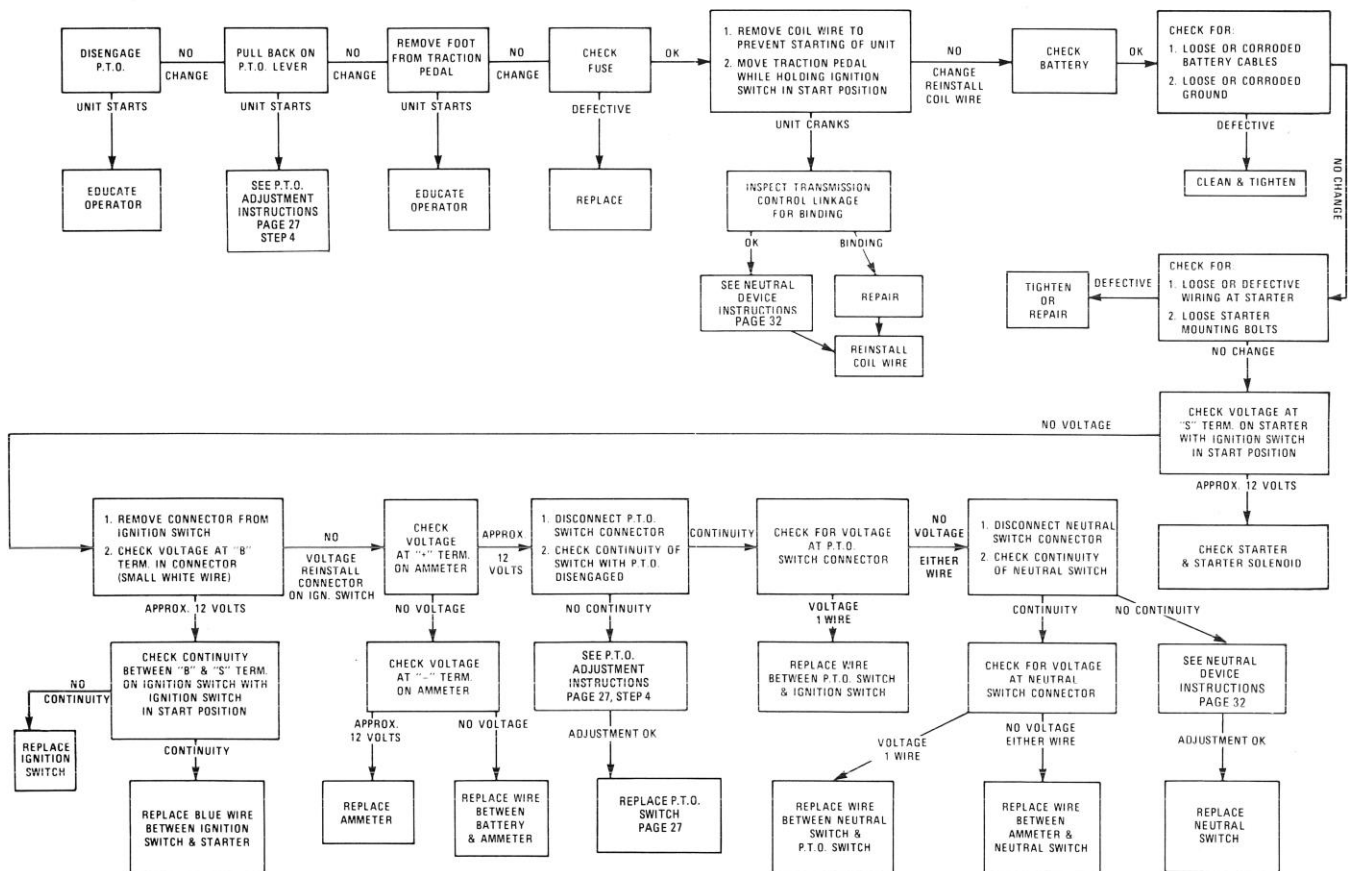 DISENGAGE
P.T.O.
NO
CHANGE
PULL BACK ON
P.T.O. LEVER
NO
CHANGE
REMOVE FOOT
FROM TRACTION
PEDAL
NO
CHANGE
CHECK
FUSE
OK
1. REMOVE COIL WIRE TO
PREVENT STARTING OF UNIT
2. MOVE TRACTION PEDAL
WHILE HOLDING IGNITION
SWITCH IN START POSITION
NO
CHANGE
REINSTALL
COIL WIRE
CHECK
BATTERY
OK
CHECK FOR:
1. LOOSE OR CORRODED
BATTERY CABLES
2. LOOSE OR CORRODED
GROUND
UNIT STARTS
UNIT STARTS
UNIT STARTS
DEFECTIVE
UNIT CRANKS
DEFECTIVE
NO CHANGE
EDUCATE
OPERATOR
SEE P.T.O.
ADJUSTMENT
INSTRUCTIONS
PAGE 27
STEP 4
EDUCATE
OPERATOR
REPLACE
INSPECT TRANSMISSION
CONTROL LINKAGE
FOR BINDING
CLEAN & TIGHTEN
OK
BINDING
SEE NEUTRAL
DEVICE
INSTRUCTIONS
PAGE 32
REPAIR
REINSTALL
COIL WIRE
TIGHTEN
OR
REPAIR
DEFECTIVE
CHECK FOR:
1. LOOSE OR DEFECTIVE
WIRING AT STARTER
2. LOOSE STARTER
MOUNTING BOLTS
NO CHANGE
CHECK VOLTAGE AT
"S" TERM. ON STARTER
WITH IGNITION SWITCH
IN START POSITION
NO VOLTAGE
APPROX. 12 VOLTS
CHECK STARTER
& STARTER SOLENOID
1. REMOVE CONNECTOR FROM
IGNITION SWITCH
2. CHECK VOLTAGE AT "B"
TERM. IN CONNECTOR
(SMALL WHITE WIRE)
NO
VOLTAGE
REINSTALL
CONNECTOR
ON IGN. SWITCH
CHECK
VOLTAGE
AT "+" TERM.
ON AMMETER
APPROX.
12
VOLTS
1. DISCONNECT P.T.O.
SWITCH CONNECTOR
2. CHECK CONTINUITY OF
SWITCH WITH P.T.O.
DISENGAGED
CONTINUITY
CHECK FOR VOLTAGE
AT P.T.O.
SWITCH CONNECTOR
NO
VOLTAGE
EITHER
WIRE
1. DISCONNECT NEUTRAL
SWITCH CONNECTOR
2. CHECK CONTINUITY
OF NEUTRAL SWITCH
APPROX. 12 VOLTS
NO VOLTAGE
NO CONTINUITY
VOLTAGE
1 WIRE
CONTINUITY
NO CONTINUITY
CHECK CONTINUITY
BETWEEN "B" & "S" TERM.
ON IGNITION SWITCH WITH
IGNITION SWITCH
IN START POSITION
NO
CONTINUITY
CHECK VOLTAGE
AT "–" TERM.
ON AMMETER
SEE P.T.O.
ADJUSTMENT
INSTRUCTIONS
PAGE 27, STEP 4
REPLACE WIRE
BETWEEN P.T.O. SWITCH
& IGNITION SWITCH
CHECK FOR VOLTAGE
AT NEUTRAL
SWITCH CONNECTOR
SEE NEUTRAL
DEVICE
INSTRUCTIONS
PAGE 32
REPLACE
IGNITION
SWITCH
CONTINUITY
APPROX.
12 VOLTS
NO VOLTAGE
ADJUSTMENT OK
VOLTAGE
1 WIRE
NO VOLTAGE
EITHER WIRE
ADJUSTMENT OK
REPLACE BLUE WIRE
BETWEEN IGNITION
SWITCH & STARTER
REPLACE
AMMETER
REPLACE WIRE
BETWEEN
BATTERY
& AMMETER
REPLACE P.T.O.
SWITCH
PAGE 27
REPLACE WIRE
BETWEEN NEUTRAL
SWITCH &
P.T.O. SWITCH
REPLACE WIRE
BETWEEN
AMMETER &
NEUTRAL SWITCH
REPLACE
NEUTRAL
SWITCH